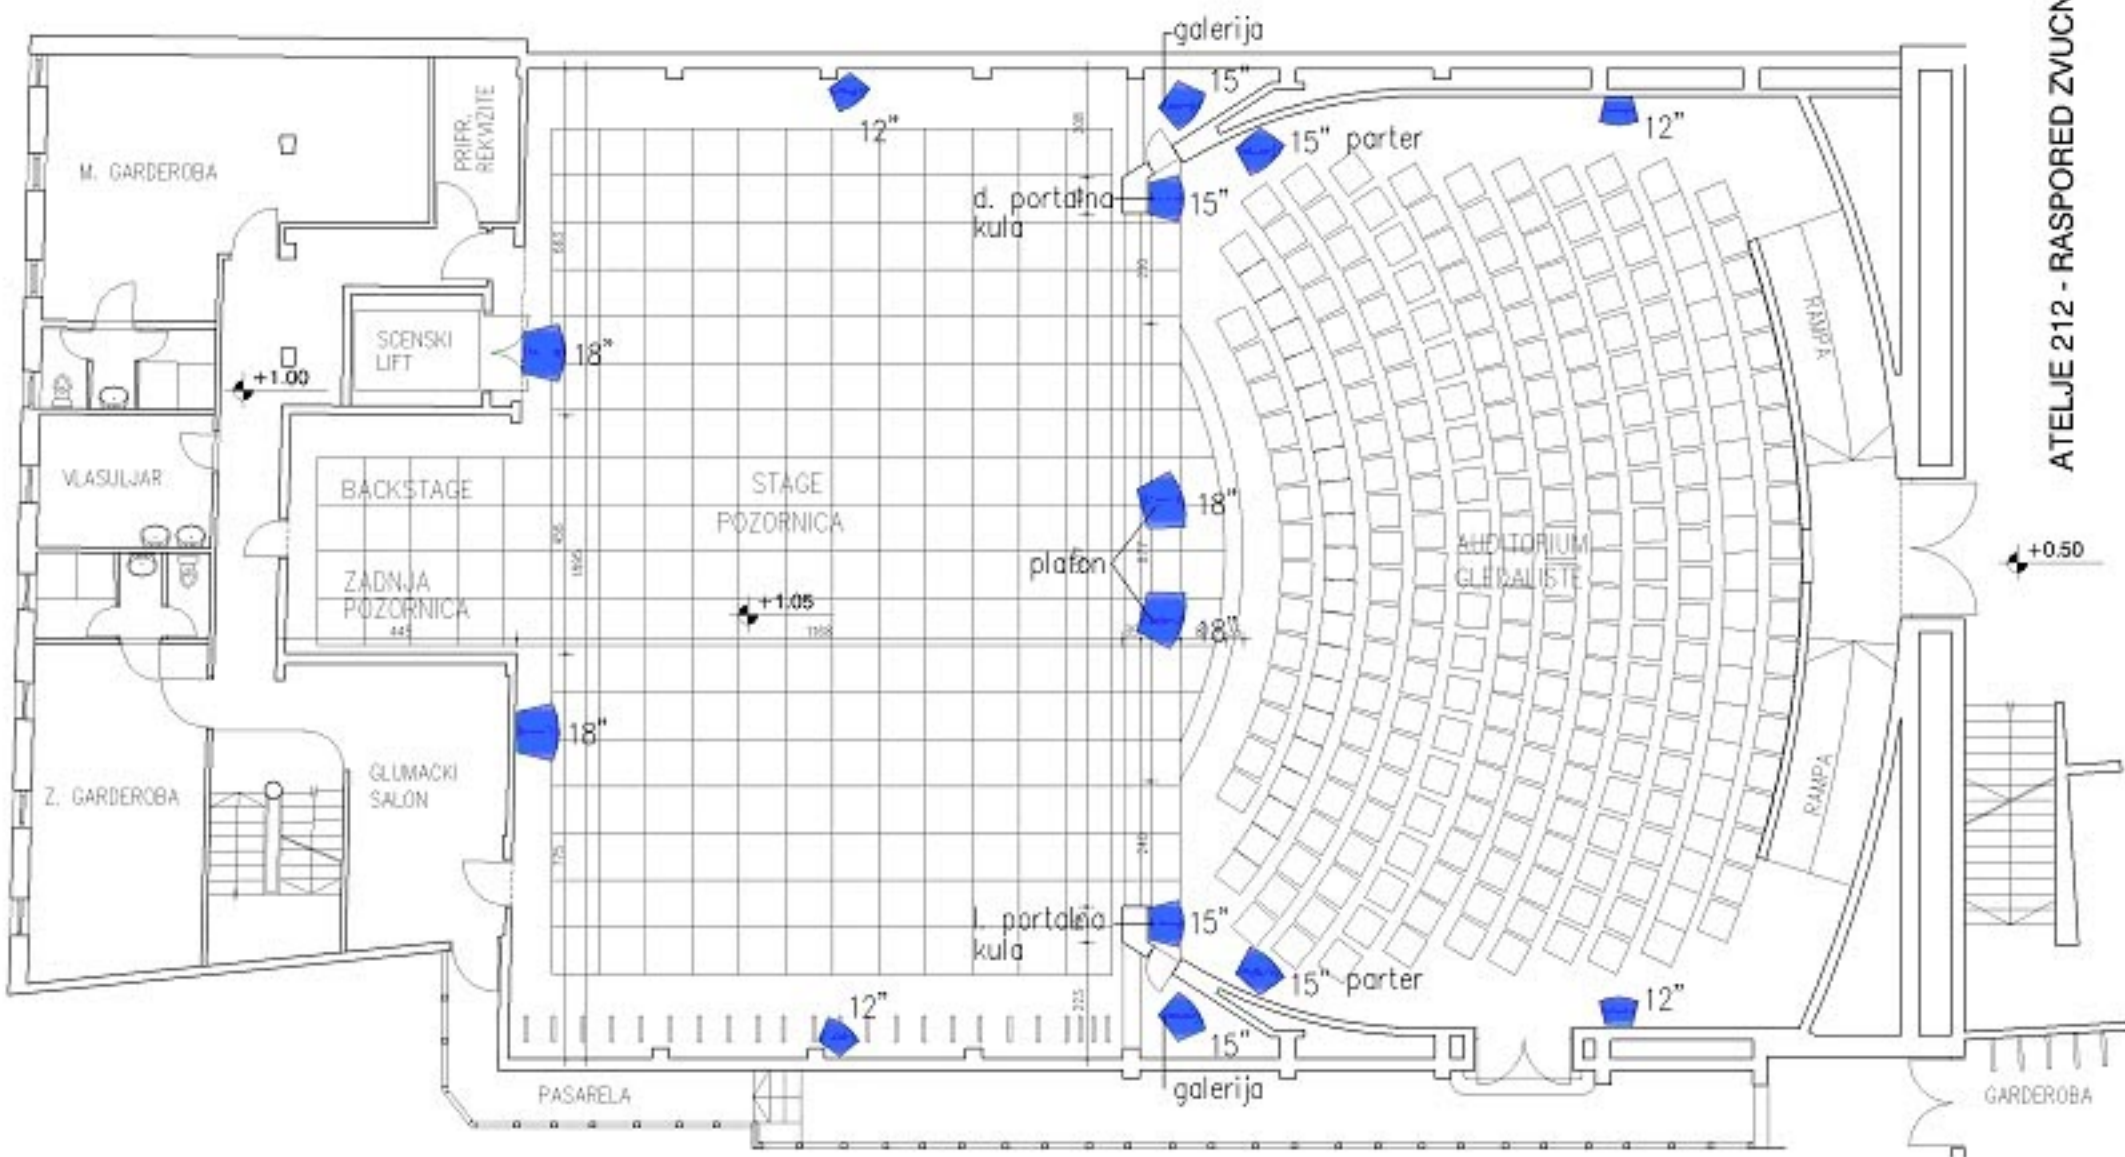 galerija
15"
12"
15" parter
12"
PRIPR.
REKVIZITE
M. GARDEROBA
d. portalna
kula
15"
ATELJE 212 - RASPORED ZVUCN
RAMPA
SCENSKI
LIFT
18"
+1.00
VLASULJAR
BACKSTAGE
STAGE
POZORNICA
18"
plafon
AUDITORIUM
GLEDALISTE
+0.50
ZADNJA
POZORNICA
+1.05
445
1168
18"
18"
GLUMACKI
SALON
Z. GARDEROBA
RAMPA
l. portalna
kula
15"
15" parter
12"
12"
15"
galerija
PASARELA
GARDEROBA